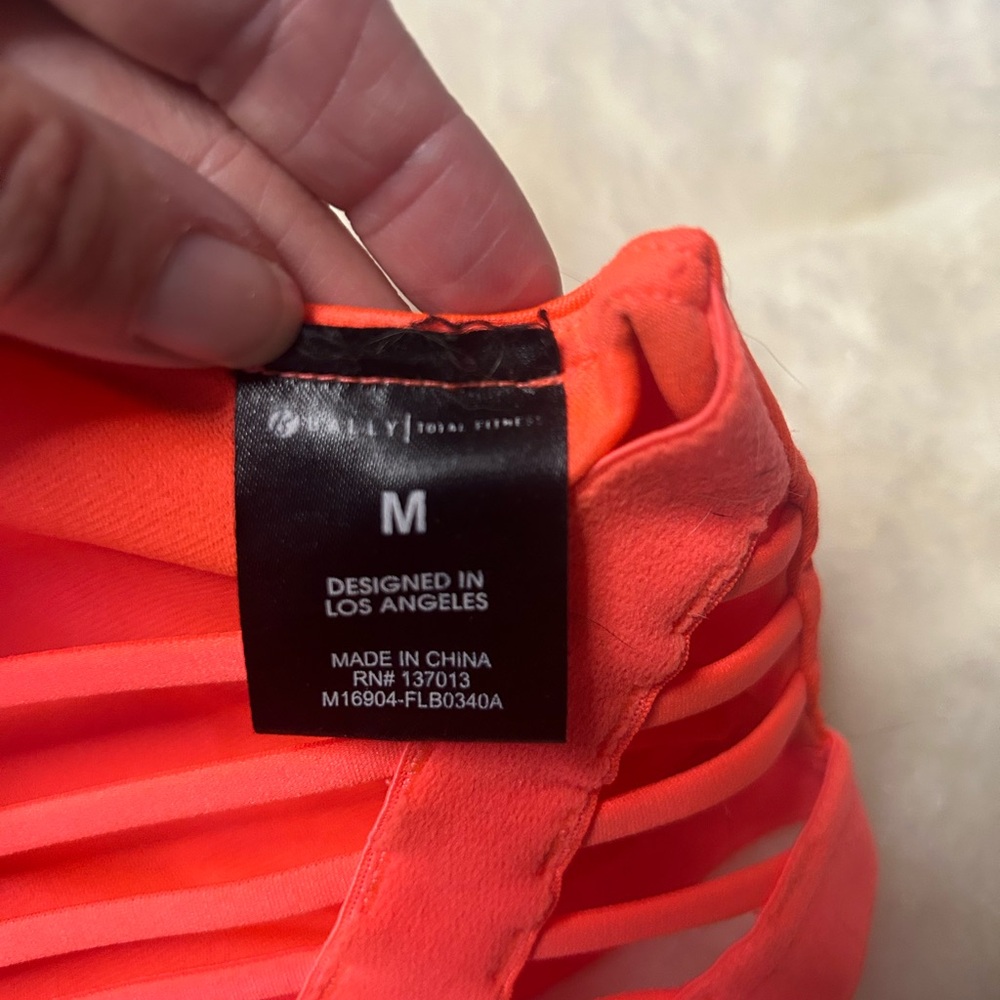 BALLY | TOTAL FITNESS
M
DESIGNED IN
LOS ANGELES
MADE IN CHINA
RN# 137013
M16904-FLB0340A